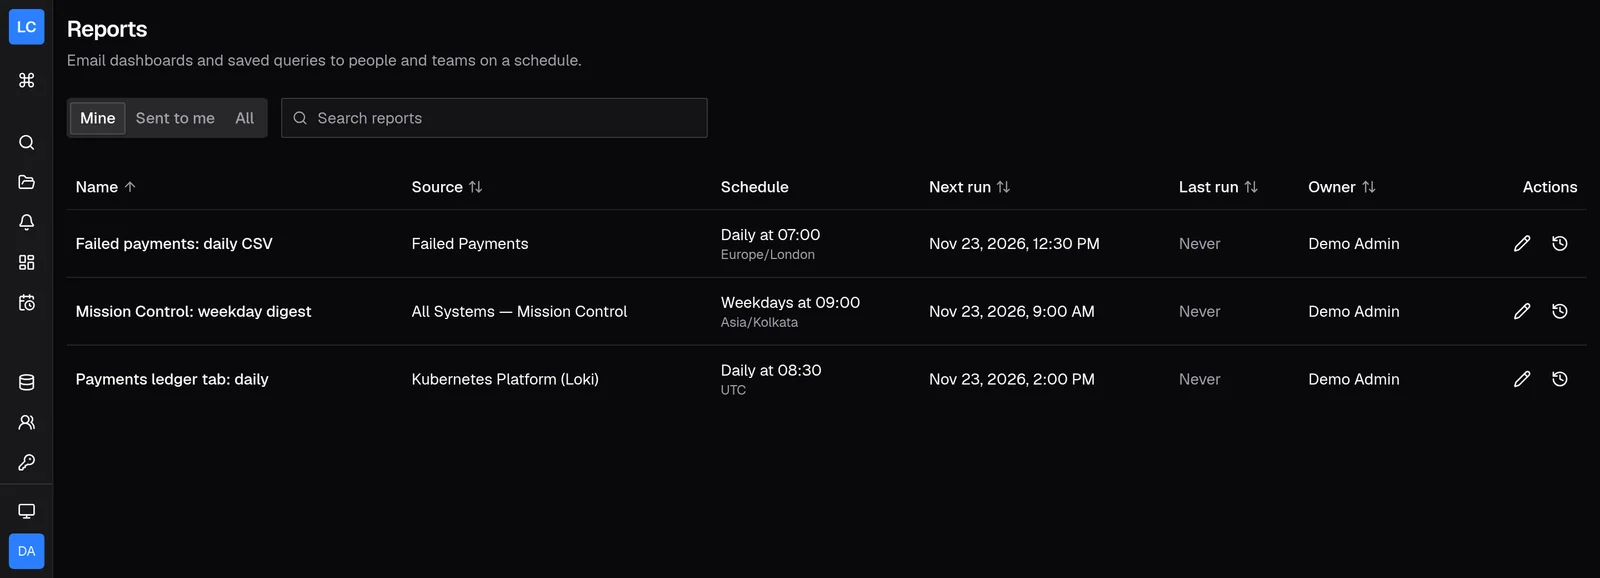 LC
Reports
Email dashboards and saved queries to people and teams on a schedule.
Mine Sent to me All Search reports
Name Source Schedule Next run Last run Owner Actions
Failed payments: daily CSV Failed Payments Daily at 07:00 Nov 23, 2026, 12:30 PM Never Demo Admin
Europe/London
Mission Control: weekday digest All Systems — Mission Control Weekdays at 09:00 Nov 23, 2026, 9:00 AM Never Demo Admin
Asia/Kolkata
Payments ledger tab: daily Kubernetes Platform (Loki) Daily at 08:30 Nov 23, 2026, 2:00 PM Never Demo Admin
UTC
DA